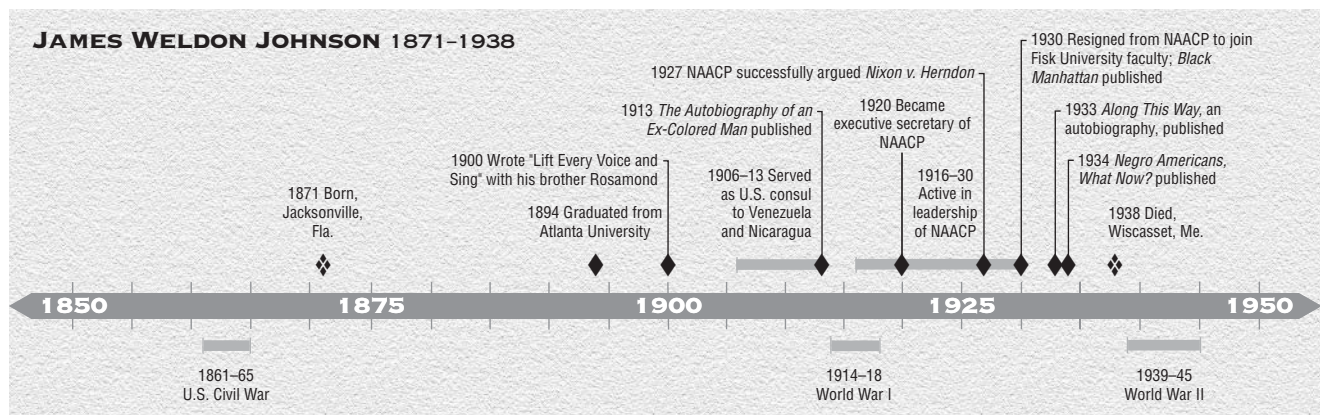 JAMES WELDON JOHNSON 1871–1938
1871 Born,
Jacksonville,
Fla.
1894 Graduated from
Atlanta University
1900 Wrote "Lift Every Voice and
Sing" with his brother Rosamond
1906–13 Served
as U.S. consul
to Venezuela
and Nicaragua
1913 The Autobiography of an
Ex-Colored Man published
1916–30
Active in
leadership
of NAACP
1920 Became
executive secretary of
NAACP
1927 NAACP successfully argued Nixon v. Herndon
1930 Resigned from NAACP to join
Fisk University faculty; Black
Manhattan published
1933 Along This Way, an
autobiography, published
1934 Negro Americans,
What Now? published
1938 Died,
Wiscasset, Me.
1850 1875 1900 1925 1950
1861–65
U.S. Civil War
1914–18
World War I
1939–45
World War II